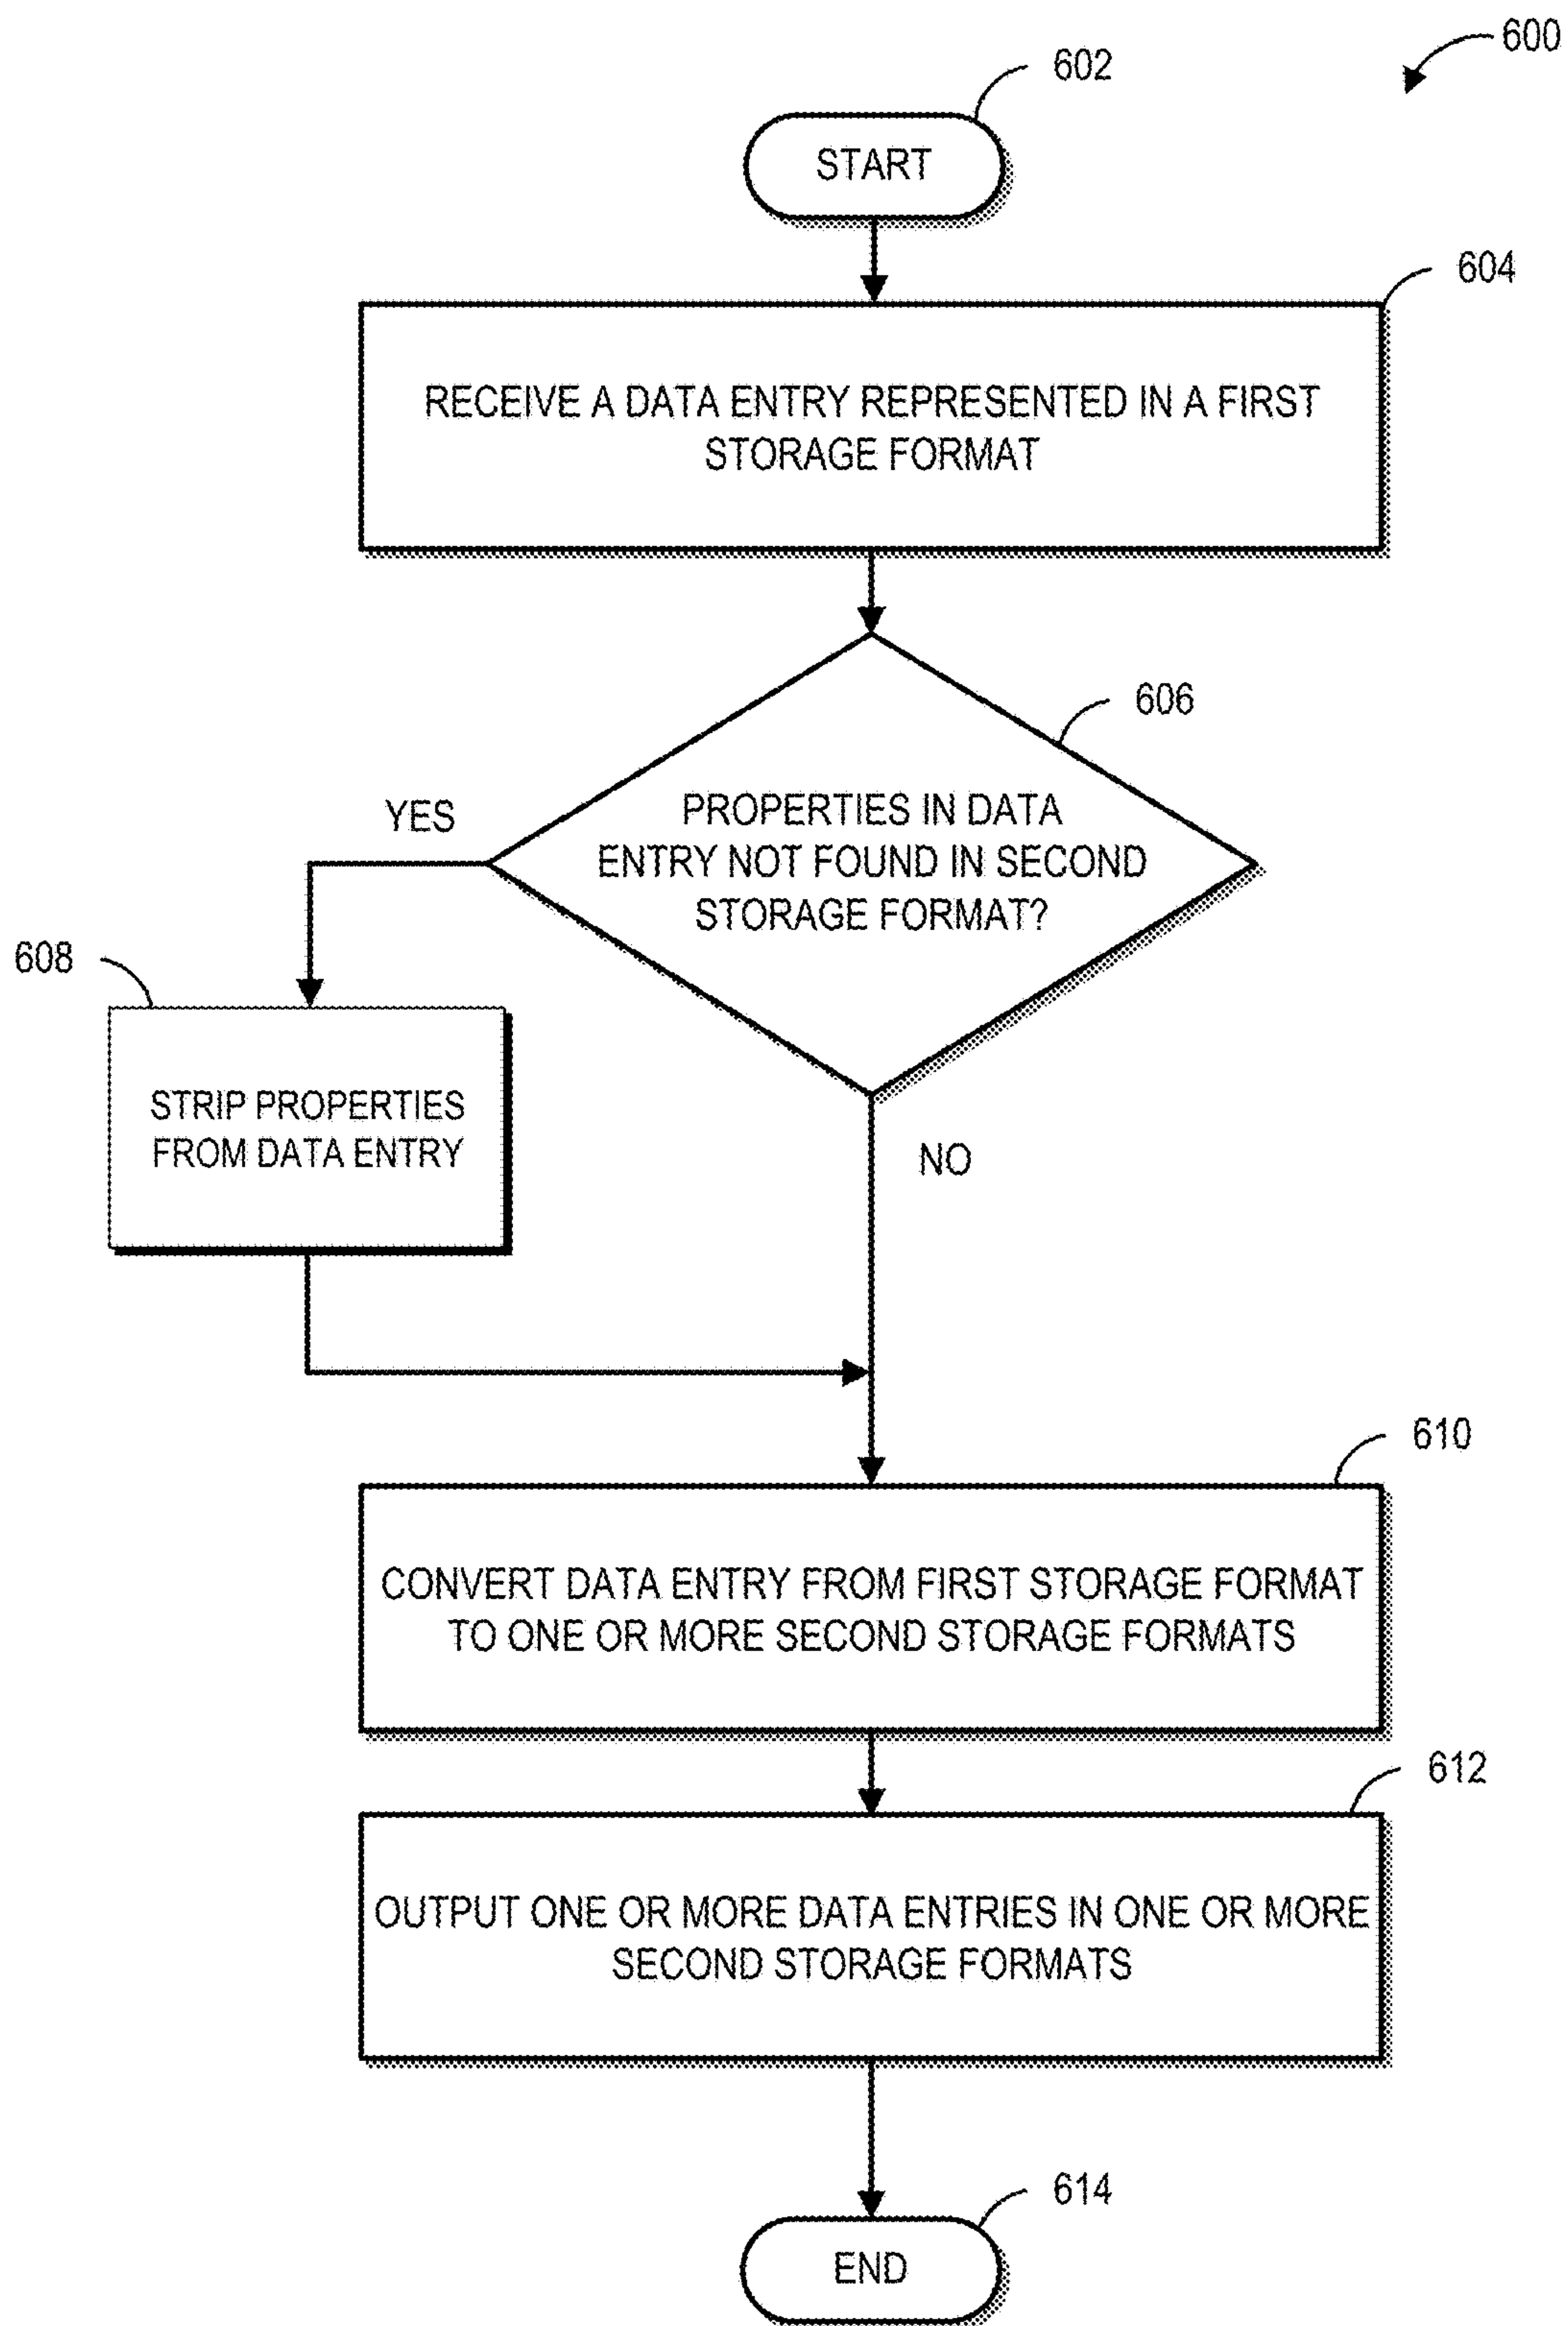 600
602
START
604
RECEIVE A DATA ENTRY REPRESENTED IN A FIRST
STORAGE FORMAT
606
PROPERTIES IN DATA
ENTRY NOT FOUND IN SECOND
STORAGE FORMAT?
YES
608
STRIP PROPERTIES
FROM DATA ENTRY
NO
610
CONVERT DATA ENTRY FROM FIRST STORAGE FORMAT
TO ONE OR MORE SECOND STORAGE FORMATS
612
OUTPUT ONE OR MORE DATA ENTRIES IN ONE OR MORE
SECOND STORAGE FORMATS
614
END